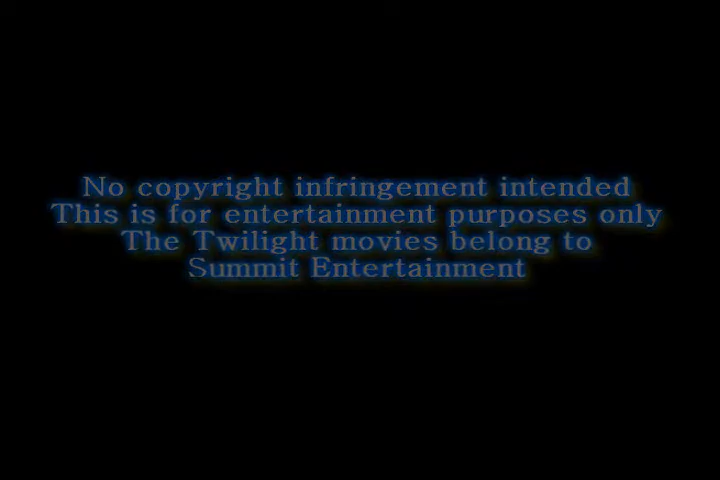 No copyright infringement intended
This is for entertainment purposes only
The Twilight movies belong to
Summit Entertainment